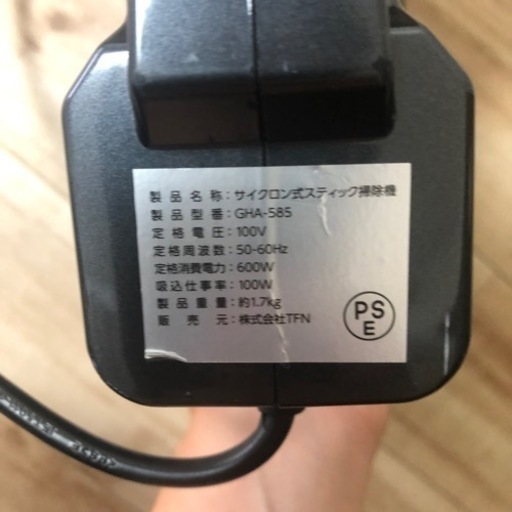 製品名称：サイクロン式スティック掃除機
製品型番：GHA-585
定格電圧：100V
定格周波数：50-60Hz
定格消費電力：600W
吸込仕事率：100W
製品重量：約1.7kg
販売元：株式会社TFN
PS
E